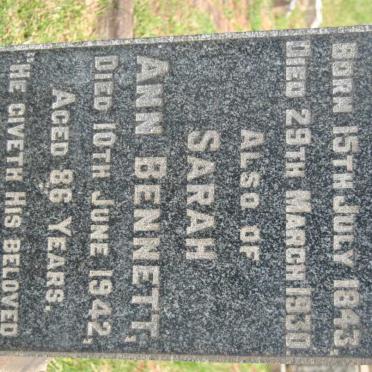 BORN 15TH JULY 1843
DIED 29TH MARCH 1930
ALSO OF
SARAH
ANN BENNETT,
DIED 10TH JUNE 1942,
AGED 86 YEARS.
"HE GIVETH HIS BELOVED